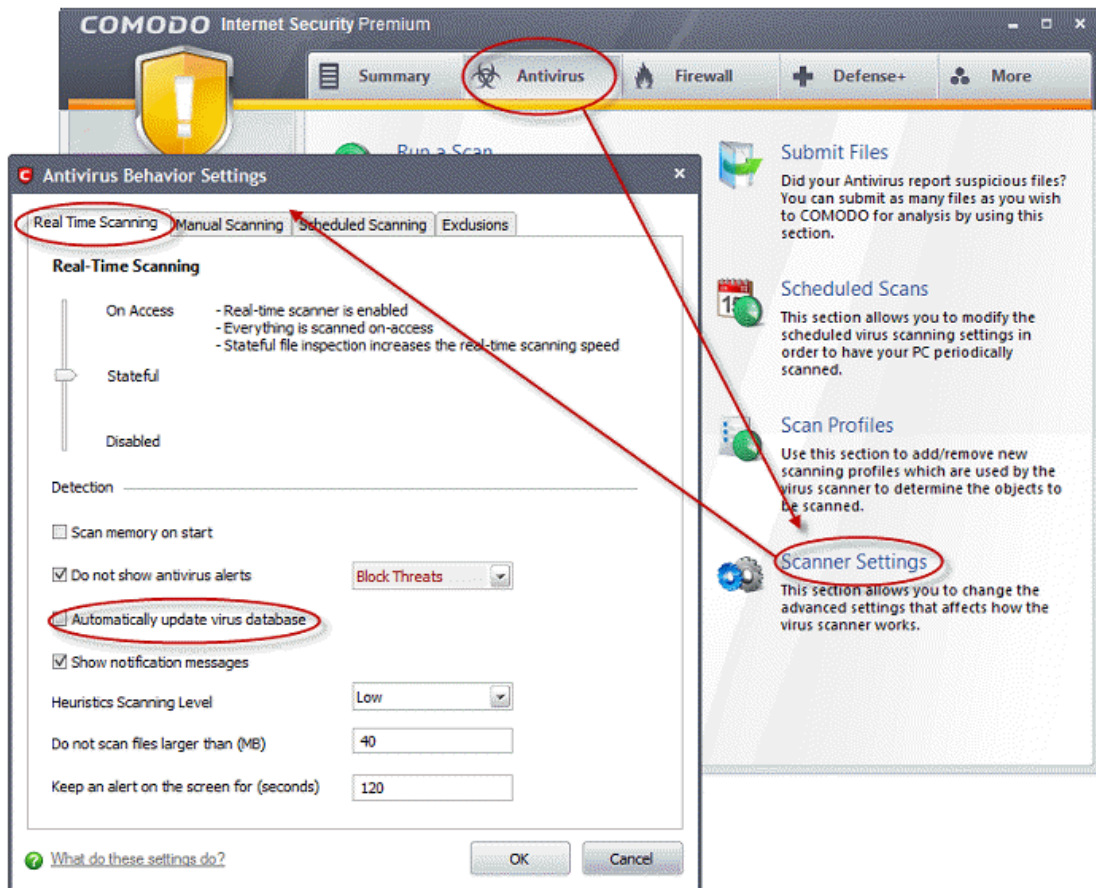 COMODO Internet Security Premium
Summary
Antivirus
Firewall
Defense+
More
Run a Scan
Submit Files
Did your Antivirus report suspicious files?
You can submit as many files as you wish
to COMODO for analysis by using this
section.
Scheduled Scans
This section allows you to modify the
scheduled virus scanning settings in
order to have your PC periodically
scanned.
Scan Profiles
Use this section to add/remove new
scanning profiles which are used by the
virus scanner to determine the objects to
be scanned.
Scanner Settings
This section allows you to change the
advanced settings that affects how the
virus scanner works.
Antivirus Behavior Settings
Real Time Scanning
Manual Scanning
Scheduled Scanning
Exclusions
Real-Time Scanning
On Access
- Real-time scanner is enabled
- Everything is scanned on-access
- Stateful file inspection increases the real-time scanning speed
Stateful
Disabled
Detection
Scan memory on start
Do not show antivirus alerts
Block Threats
Automatically update virus database
Show notification messages
Heuristics Scanning Level
Low
Do not scan files larger than (MB)
40
Keep an alert on the screen for (seconds)
120
What do these settings do?
OK
Cancel